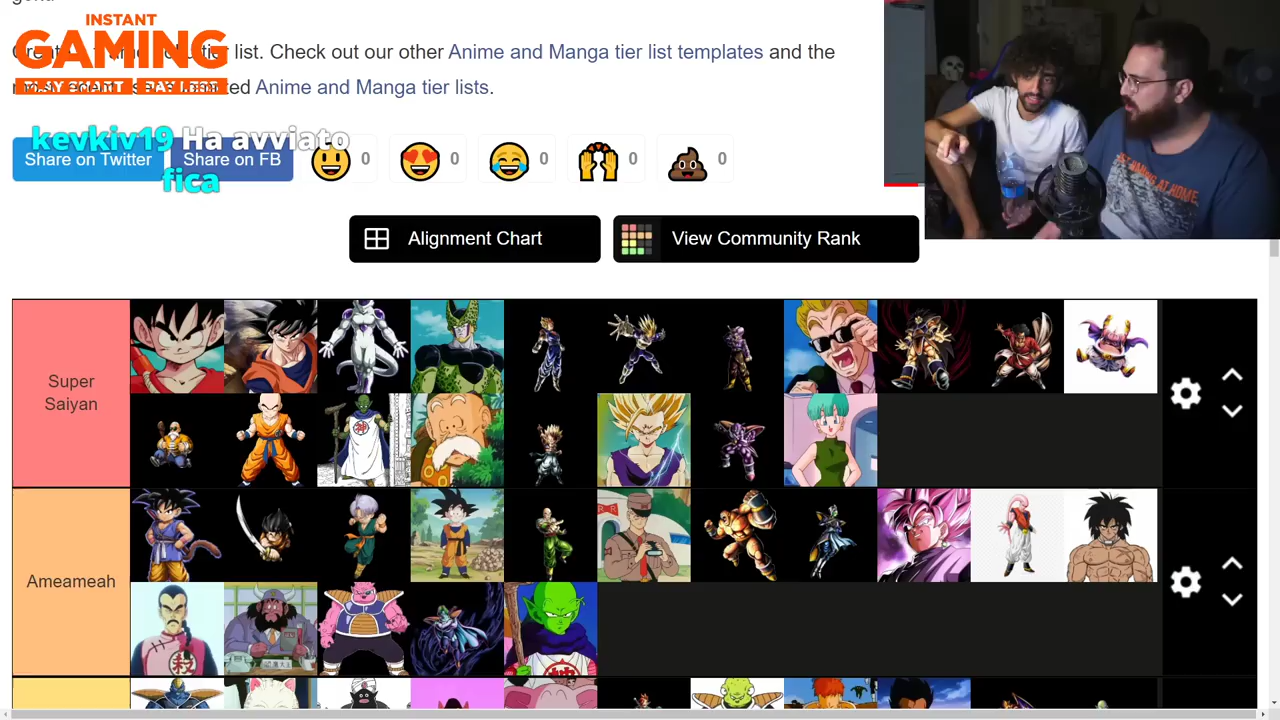 INSTANT
GAMING
tier list. Check out our other Anime and Manga tier list templates and the
Anime and Manga tier lists.
kevkiv19 Ha avviato
fica
Share on Twitter
Share on FB
0
0
0
0
0
Alignment Chart
View Community Rank
Super
Saiyan
Ameameah